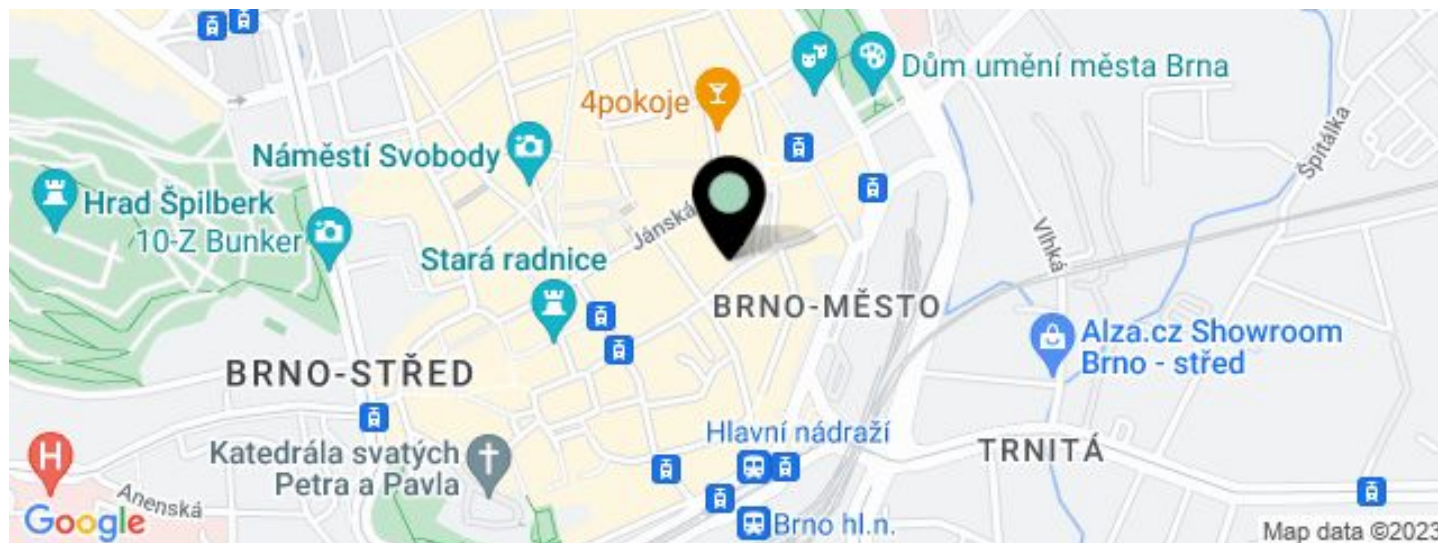 Dům umění města Brna
4pokoje
Náměstí Svobody
Jánská
Špitálka
Hrad Špilberk
10-Z Bunker
Stará radnice
Vlhká
BRNO-MĚSTO
Alza.cz Showroom
Brno - střed
BRNO-STŘED
Hlavní nádraží
TRNITÁ
Katedrála svatých
Petra a Pavla
H
Anenská
Google
Brno hl.n.
Map data ©2023